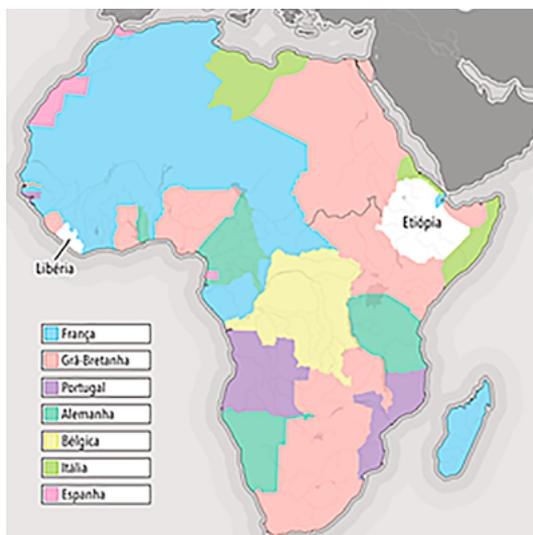 Etiópia
Libéria
França
Grã-Bretanha
Portugal
Alemanha
Bélgica
Itália
Espanha